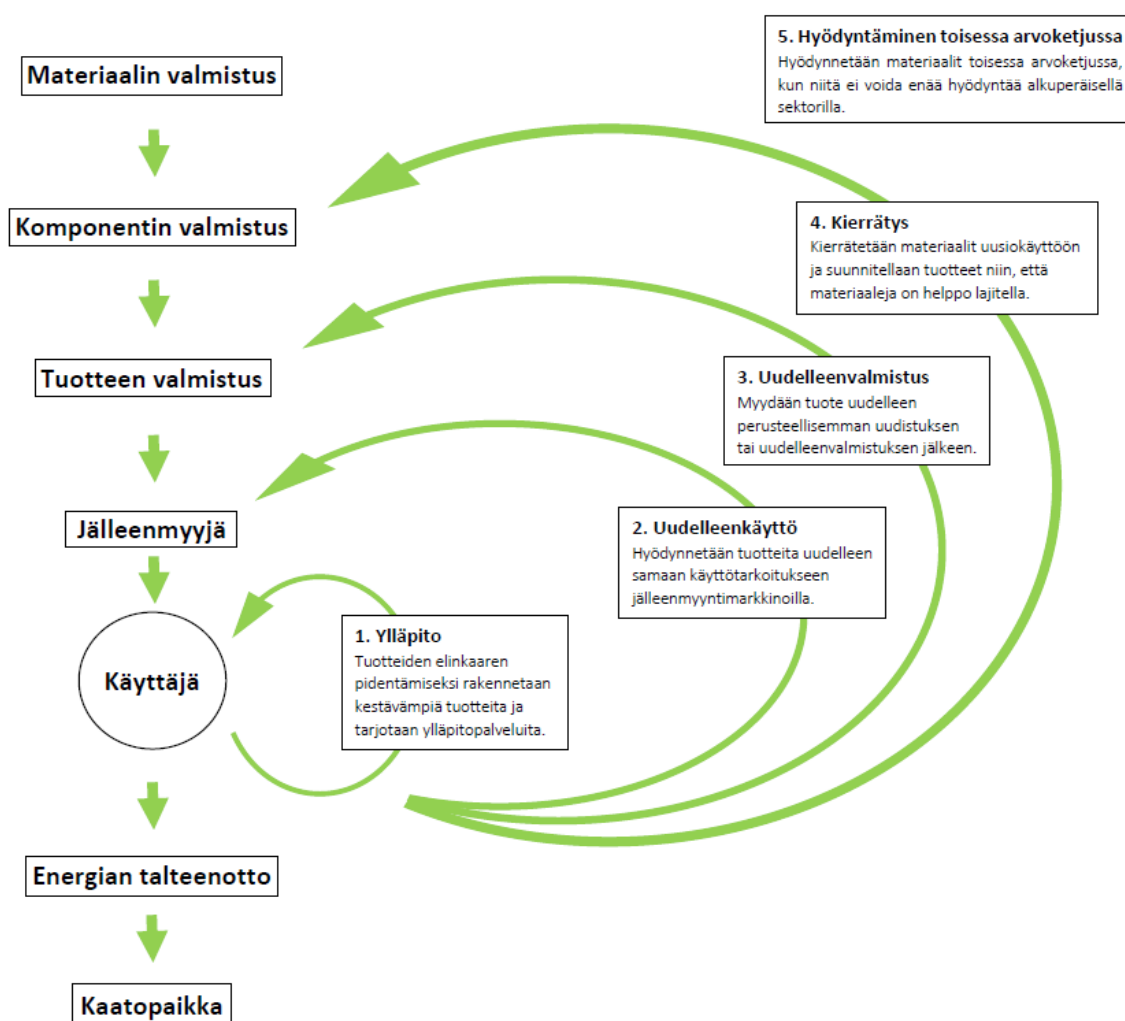 Materiaalin valmistus
Komponentin valmistus
Tuotteen valmistus
Jälleenmyyjä
Käyttäjä
Energian talteenotto
Kaatopaikka
1. Ylläpito
Tuotteiden elinkaaren
pidentämiseksi rakennetaan
kestävämpiä tuotteita ja
tarjotaan ylläpitopalveluita.
2. Uudelleenkäyttö
Hyödynnetään tuotteita uudelleen
samaan käyttötarkoitukseen
jälleenmyyntimarkkinoilla.
3. Uudelleenvalmistus
Myydään tuote uudelleen
perusteellisemman uudistuksen
tai uudelleenvalmistuksen jälkeen.
4. Kierrätys
Kierrätetään materiaalit uusiokäyttöön
ja suunnitellaan tuotteet niin, että
materiaaleja on helppo lajitella.
5. Hyödyntäminen toisessa arvoketjussa
Hyödynnetään materiaalit toisessa arvoketjussa,
kun niitä ei voida enää hyödyntää alkuperäisellä
sektorilla.